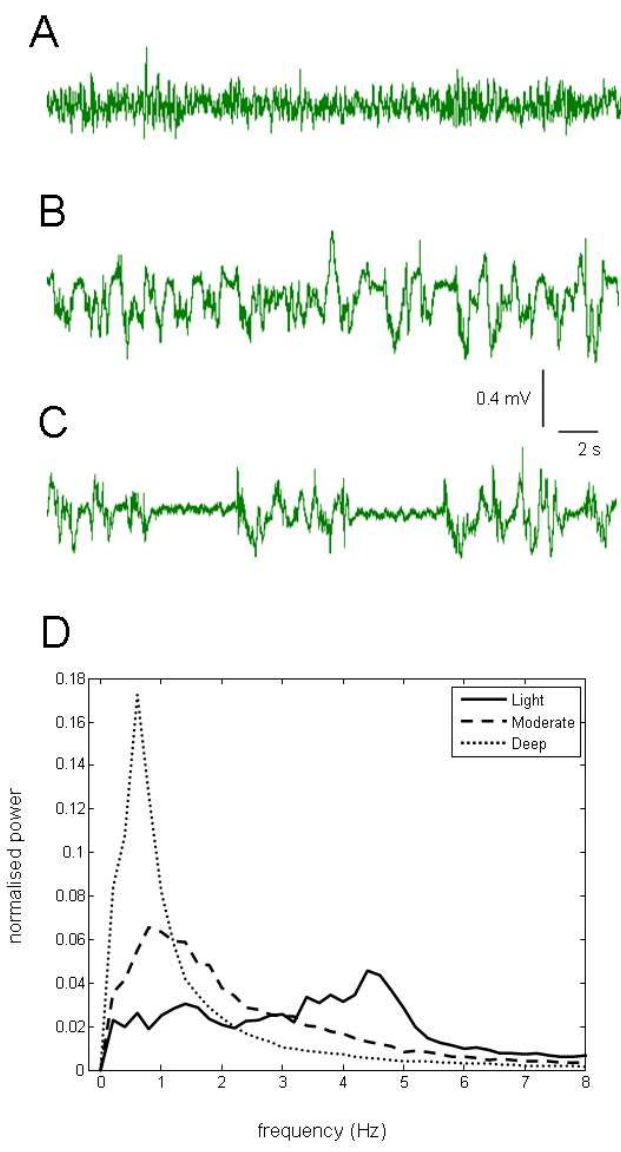 A
B
0.4 mV
2 s
C
D
0.18
0.16
0.14
0.12
0.1
0.08
0.06
0.04
0.02
0
Light
Moderate
Deep
normalised power
0 1 2 3 4 5 6 7 8
frequency (Hz)